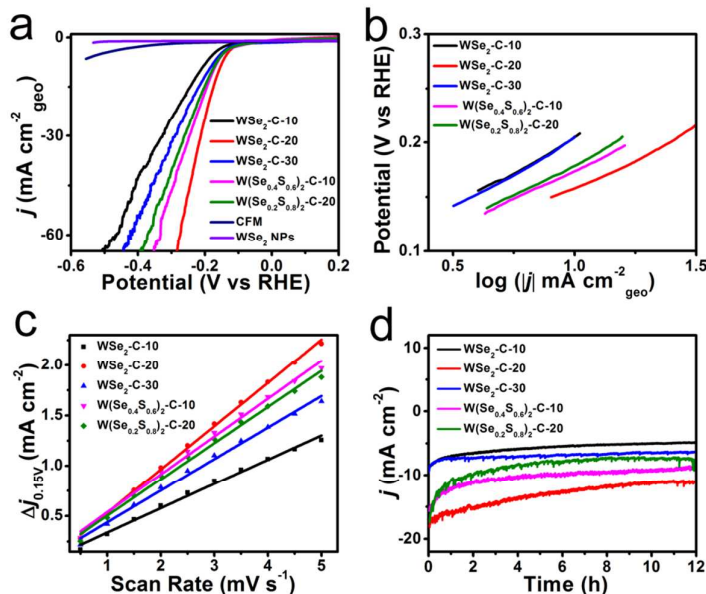 a
j (mA cm⁻²geo)
0
-30
-60
WSe₂-C-10
WSe₂-C-20
WSe₂-C-30
W(Se₀.₄S₀.₆)₂-C-10
W(Se₀.₂S₀.₈)₂-C-20
CFM
WSe₂ NPs
-0.6 -0.4 -0.2 0.0 0.2
Potential (V vs RHE)
b
Potential (V vs RHE)
0.3
0.2
0.1
WSe₂-C-10
WSe₂-C-20
WSe₂-C-30
W(Se₀.₄S₀.₆)₂-C-10
W(Se₀.₂S₀.₈)₂-C-20
0.5 1.0 1.5
log (|j| mA cm⁻²geo)
c
Δj0.15V (mA cm⁻²)
2.0
1.5
1.0
0.5
WSe₂-C-10
WSe₂-C-20
WSe₂-C-30
W(Se₀.₄S₀.₆)₂-C-10
W(Se₀.₂S₀.₈)₂-C-20
0 1 2 3 4 5
Scan Rate (mV s⁻¹)
d
j (mA cm⁻²)
10
0
-10
-20
WSe₂-C-10
WSe₂-C-20
WSe₂-C-30
W(Se₀.₄S₀.₆)₂-C-10
W(Se₀.₂S₀.₈)₂-C-20
0 2 4 6 8 10 12
Time (h)